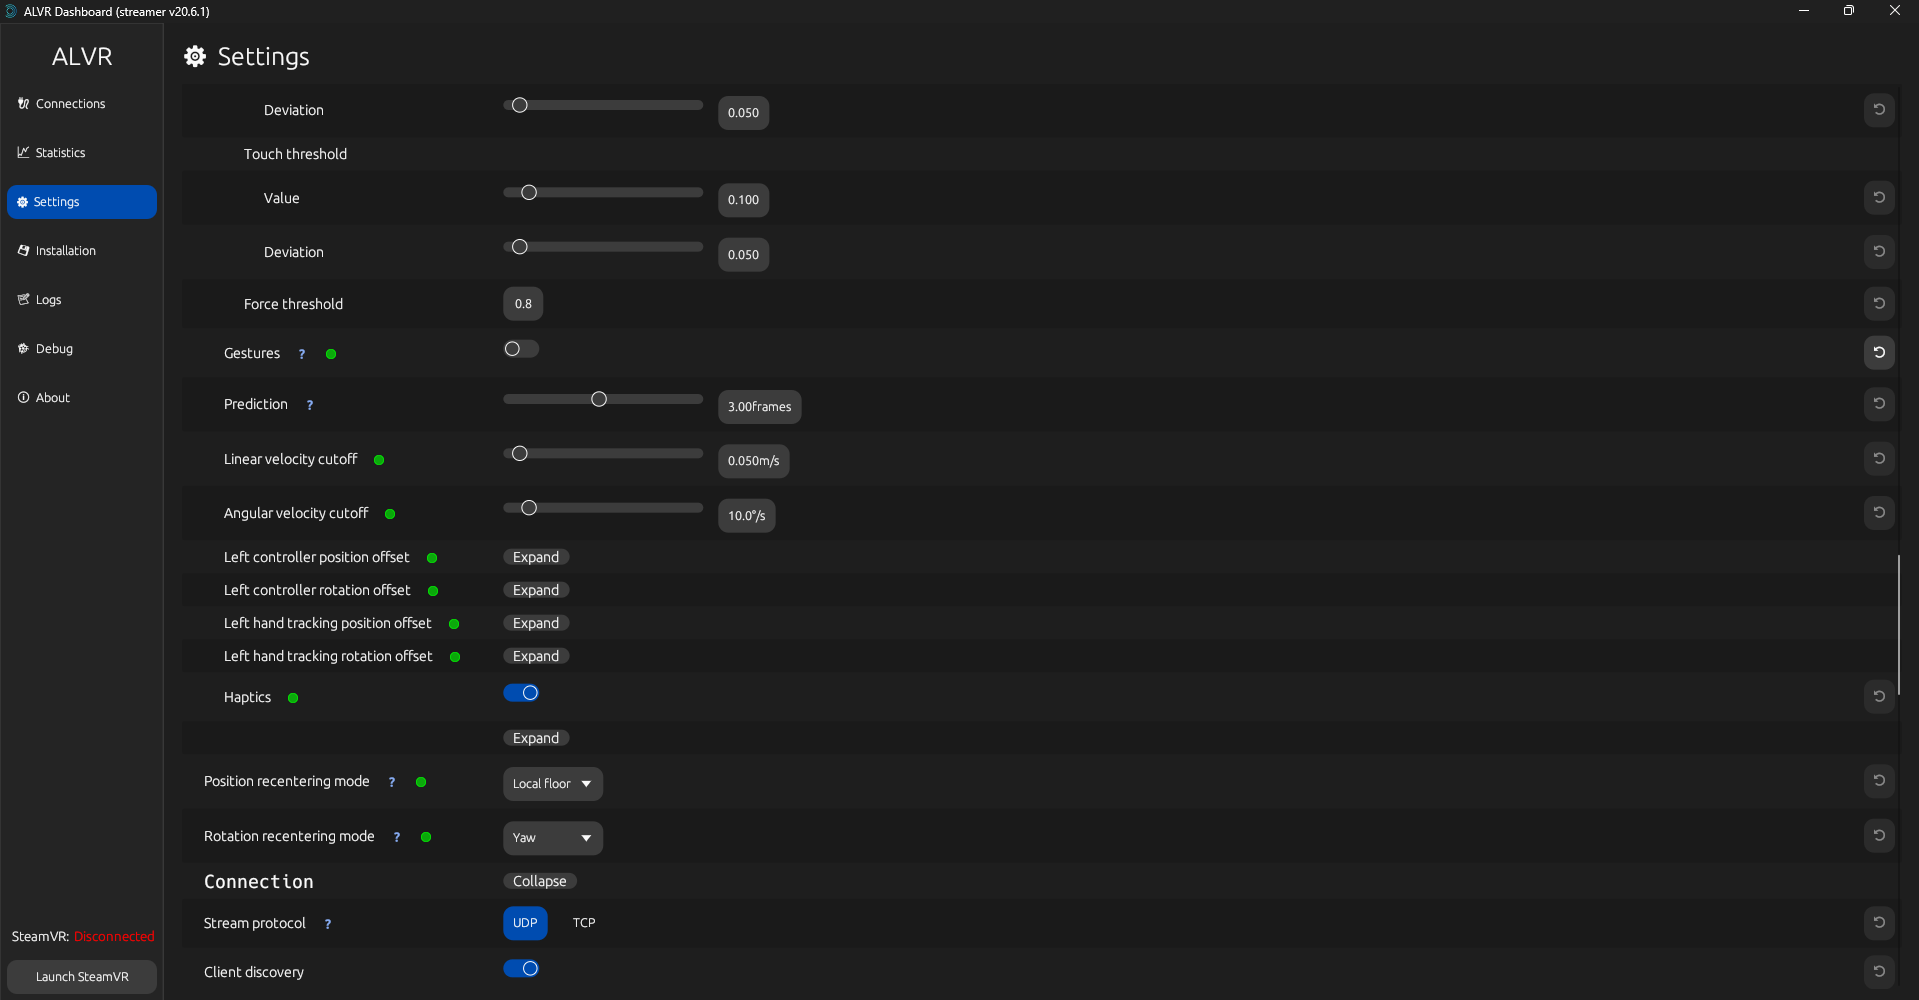 ALVR Dashboard (streamer v20.6.1)
ALVR
Connections
Statistics
Settings
Installation
Logs
Debug
About
SteamVR: Disconnected
Launch SteamVR
Settings
Deviation 0.050
Touch threshold
Value 0.100
Deviation 0.050
Force threshold 0.8
Gestures ?
Prediction ? 3.00frames
Linear velocity cutoff 0.050m/s
Angular velocity cutoff 10.0°/s
Left controller position offset Expand
Left controller rotation offset Expand
Left hand tracking position offset Expand
Left hand tracking rotation offset Expand
Haptics
Expand
Position recentering mode ? Local floor
Rotation recentering mode ? Yaw
Connection Collapse
Stream protocol ? UDP TCP
Client discovery